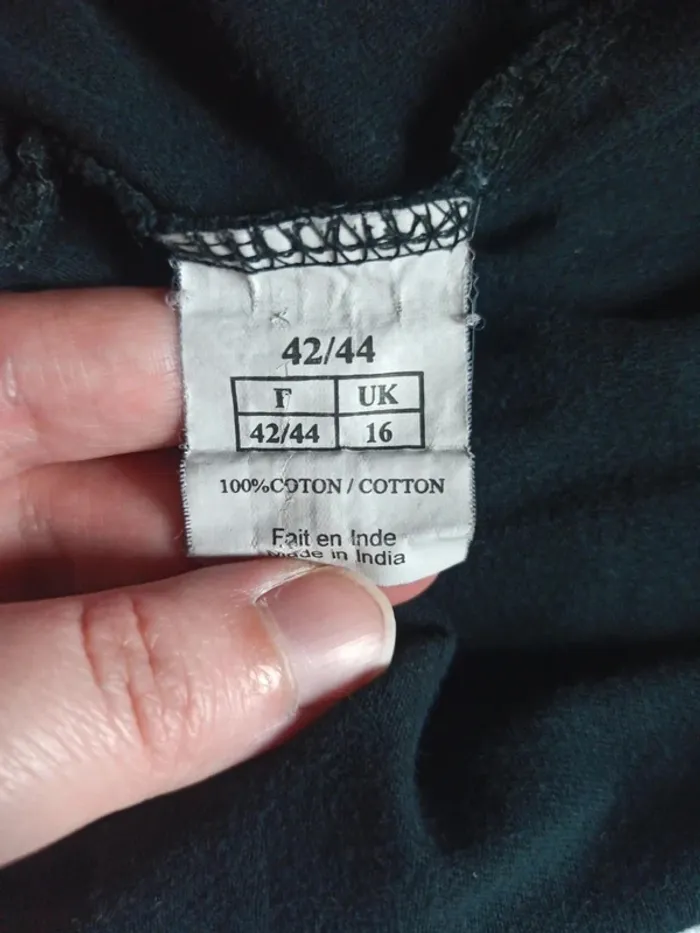 42/44
F UK
42/44 16
100%COTON / COTTON
Fait en Inde
Made in India